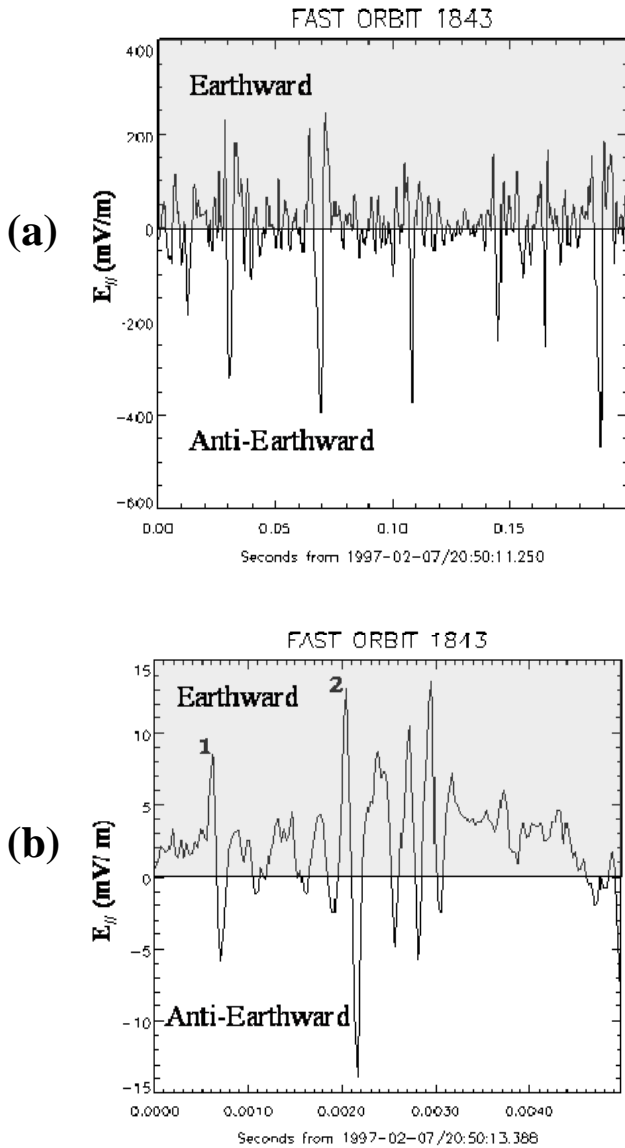 FAST ORBIT 1843
400
Earthward
200
(a)
E// (mV/m)
0
-200
-400
Anti-Earthward
-600
0.00 0.05 0.10 0.15
Seconds from 1997-02-07/20:50:11.250
FAST ORBIT 1843
15
Earthward
2
1
10
5
(b)
E// (mV/ m)
0
-5
-10
Anti-Earthward
-15
0.0000 0.0010 0.0020 0.0030 0.0040
Seconds from 1997-02-07/20:50:13.388